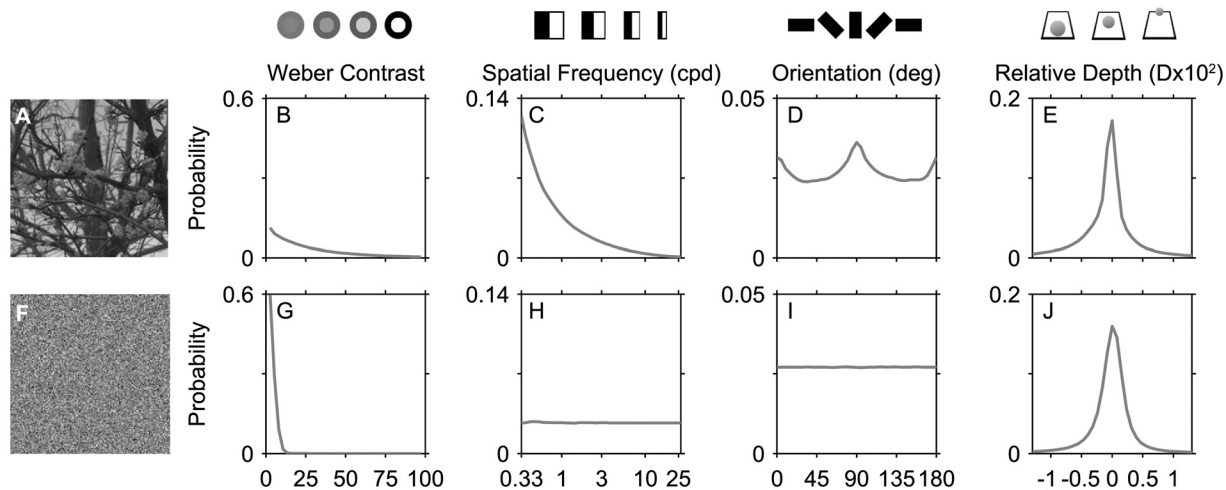 Weber Contrast Spatial Frequency (cpd) Orientation (deg) Relative Depth (Dx10²)
A 0.6 B 0.14 C 0.05 D 0.2 E
Probability
0 0 0 0
F 0.6 G 0.14 H 0.05 I 0.2 J
Probability
0 0 0 0
0 25 50 75 100 0.33 1 3 10 25 0 45 90 135 180 -1 -0.5 0 0.5 1